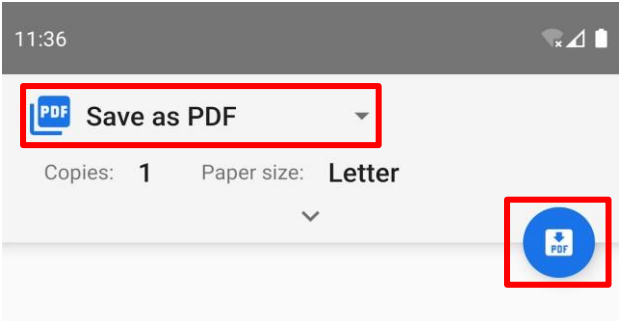 11:36
PDF Save as PDF
Copies: 1 Paper size: Letter
PDF